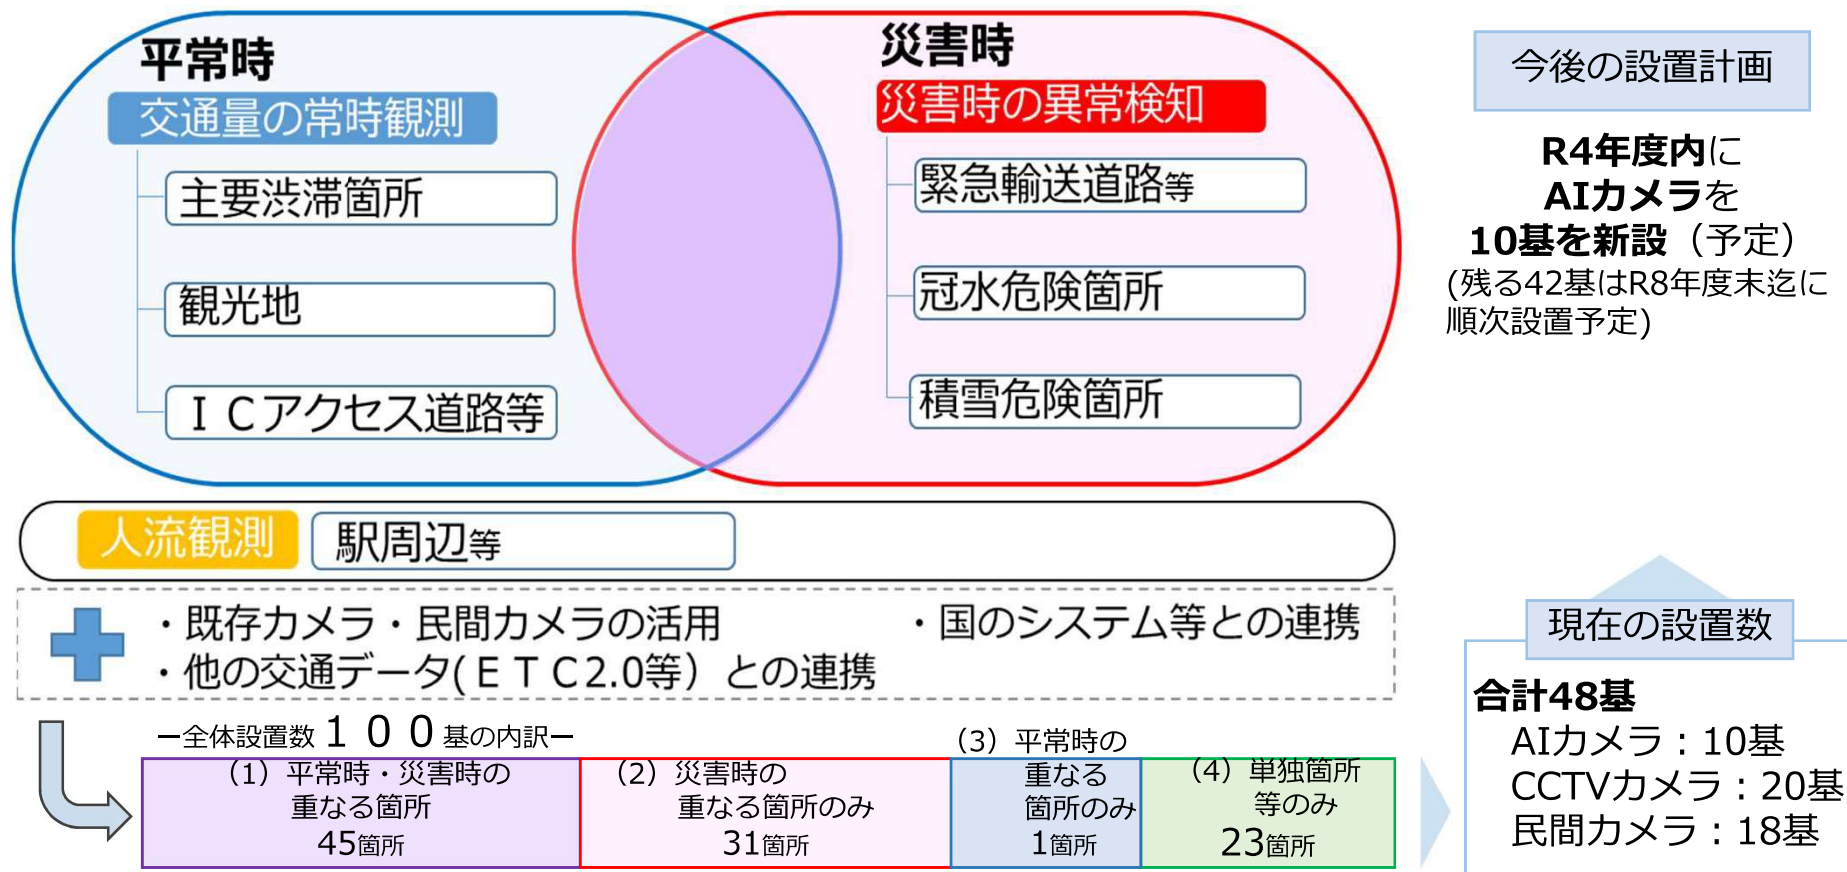 平常時
交通量の常時観測
主要渋滞箇所
観光地
ＩＣアクセス道路等
災害時
災害時の異常検知
緊急輸送道路等
冠水危険箇所
積雪危険箇所
人流観測
駅周辺等
・既存カメラ・民間カメラの活用
・国のシステム等との連携
・他の交通データ(ＥＴＣ2.0等）との連携
ー全体設置数１００基の内訳ー
（1）平常時・災害時の
重なる箇所
45箇所
（2）災害時の
重なる箇所のみ
31箇所
（3）平常時の
重なる
箇所のみ
1箇所
（4）単独箇所
等のみ
23箇所
今後の設置計画
R4年度内に
AIカメラを
10基を新設（予定）
(残る42基はR8年度末迄に
順次設置予定)
現在の設置数
合計48基
AIカメラ：10基
CCTVカメラ：20基
民間カメラ：18基